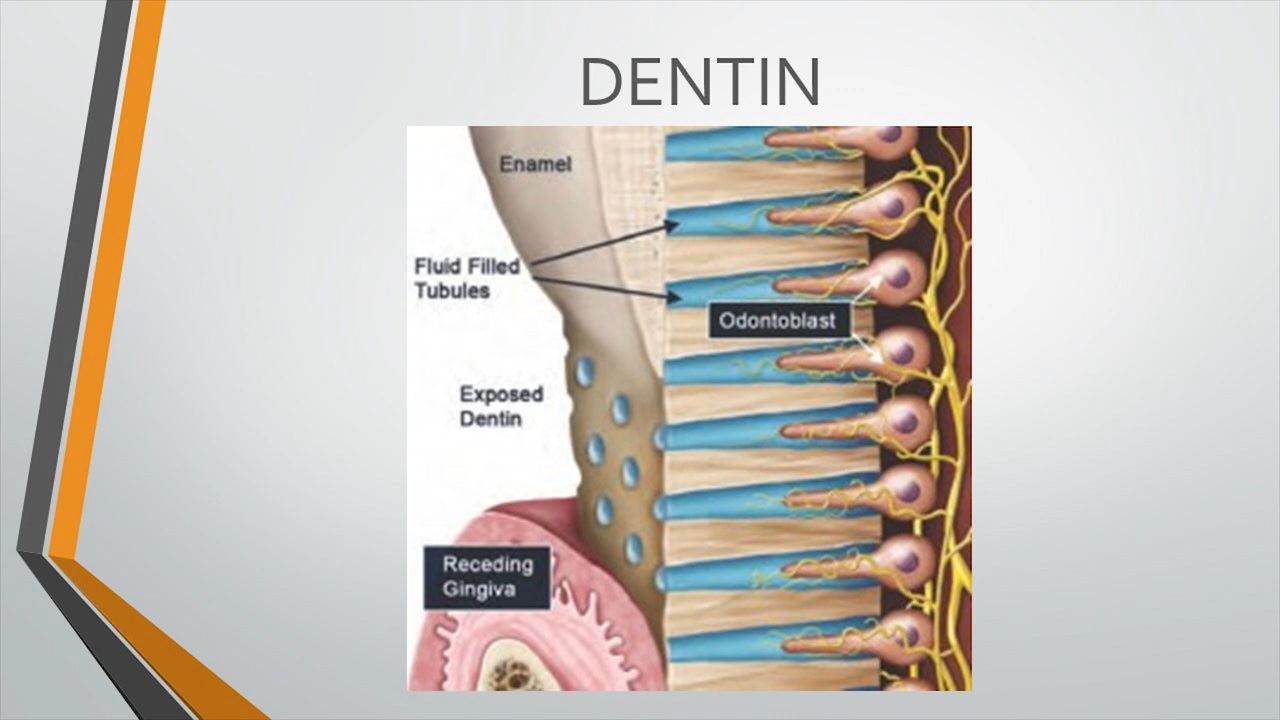 DENTIN
Enamel
Fluid Filled
Tubules
Odontoblast
Exposed
Dentin
Receding
Gingiva